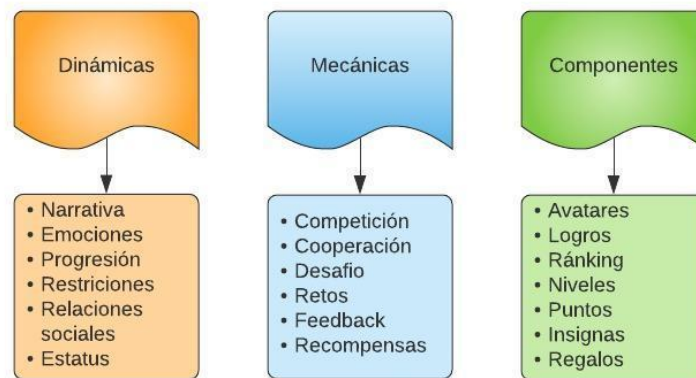 Dinámicas
• Narrativa
• Emociones
• Progresión
• Restriciones
• Relaciones
sociales
• Estatus
Mecánicas
• Competición
• Cooperación
• Desafio
• Retos
• Feedback
• Recompensas
Componentes
• Avatares
• Logros
• Ránking
• Niveles
• Puntos
• Insignas
• Regalos